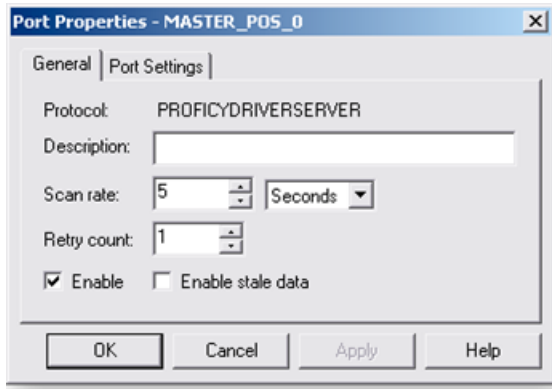 Port Properties - MASTER_POS_0
General Port Settings
Protocol: PROFICYDRIVERSERVER
Description:
Scan rate: 5 Seconds
Retry count: 1
Enable Enable stale data
OK Cancel Apply Help